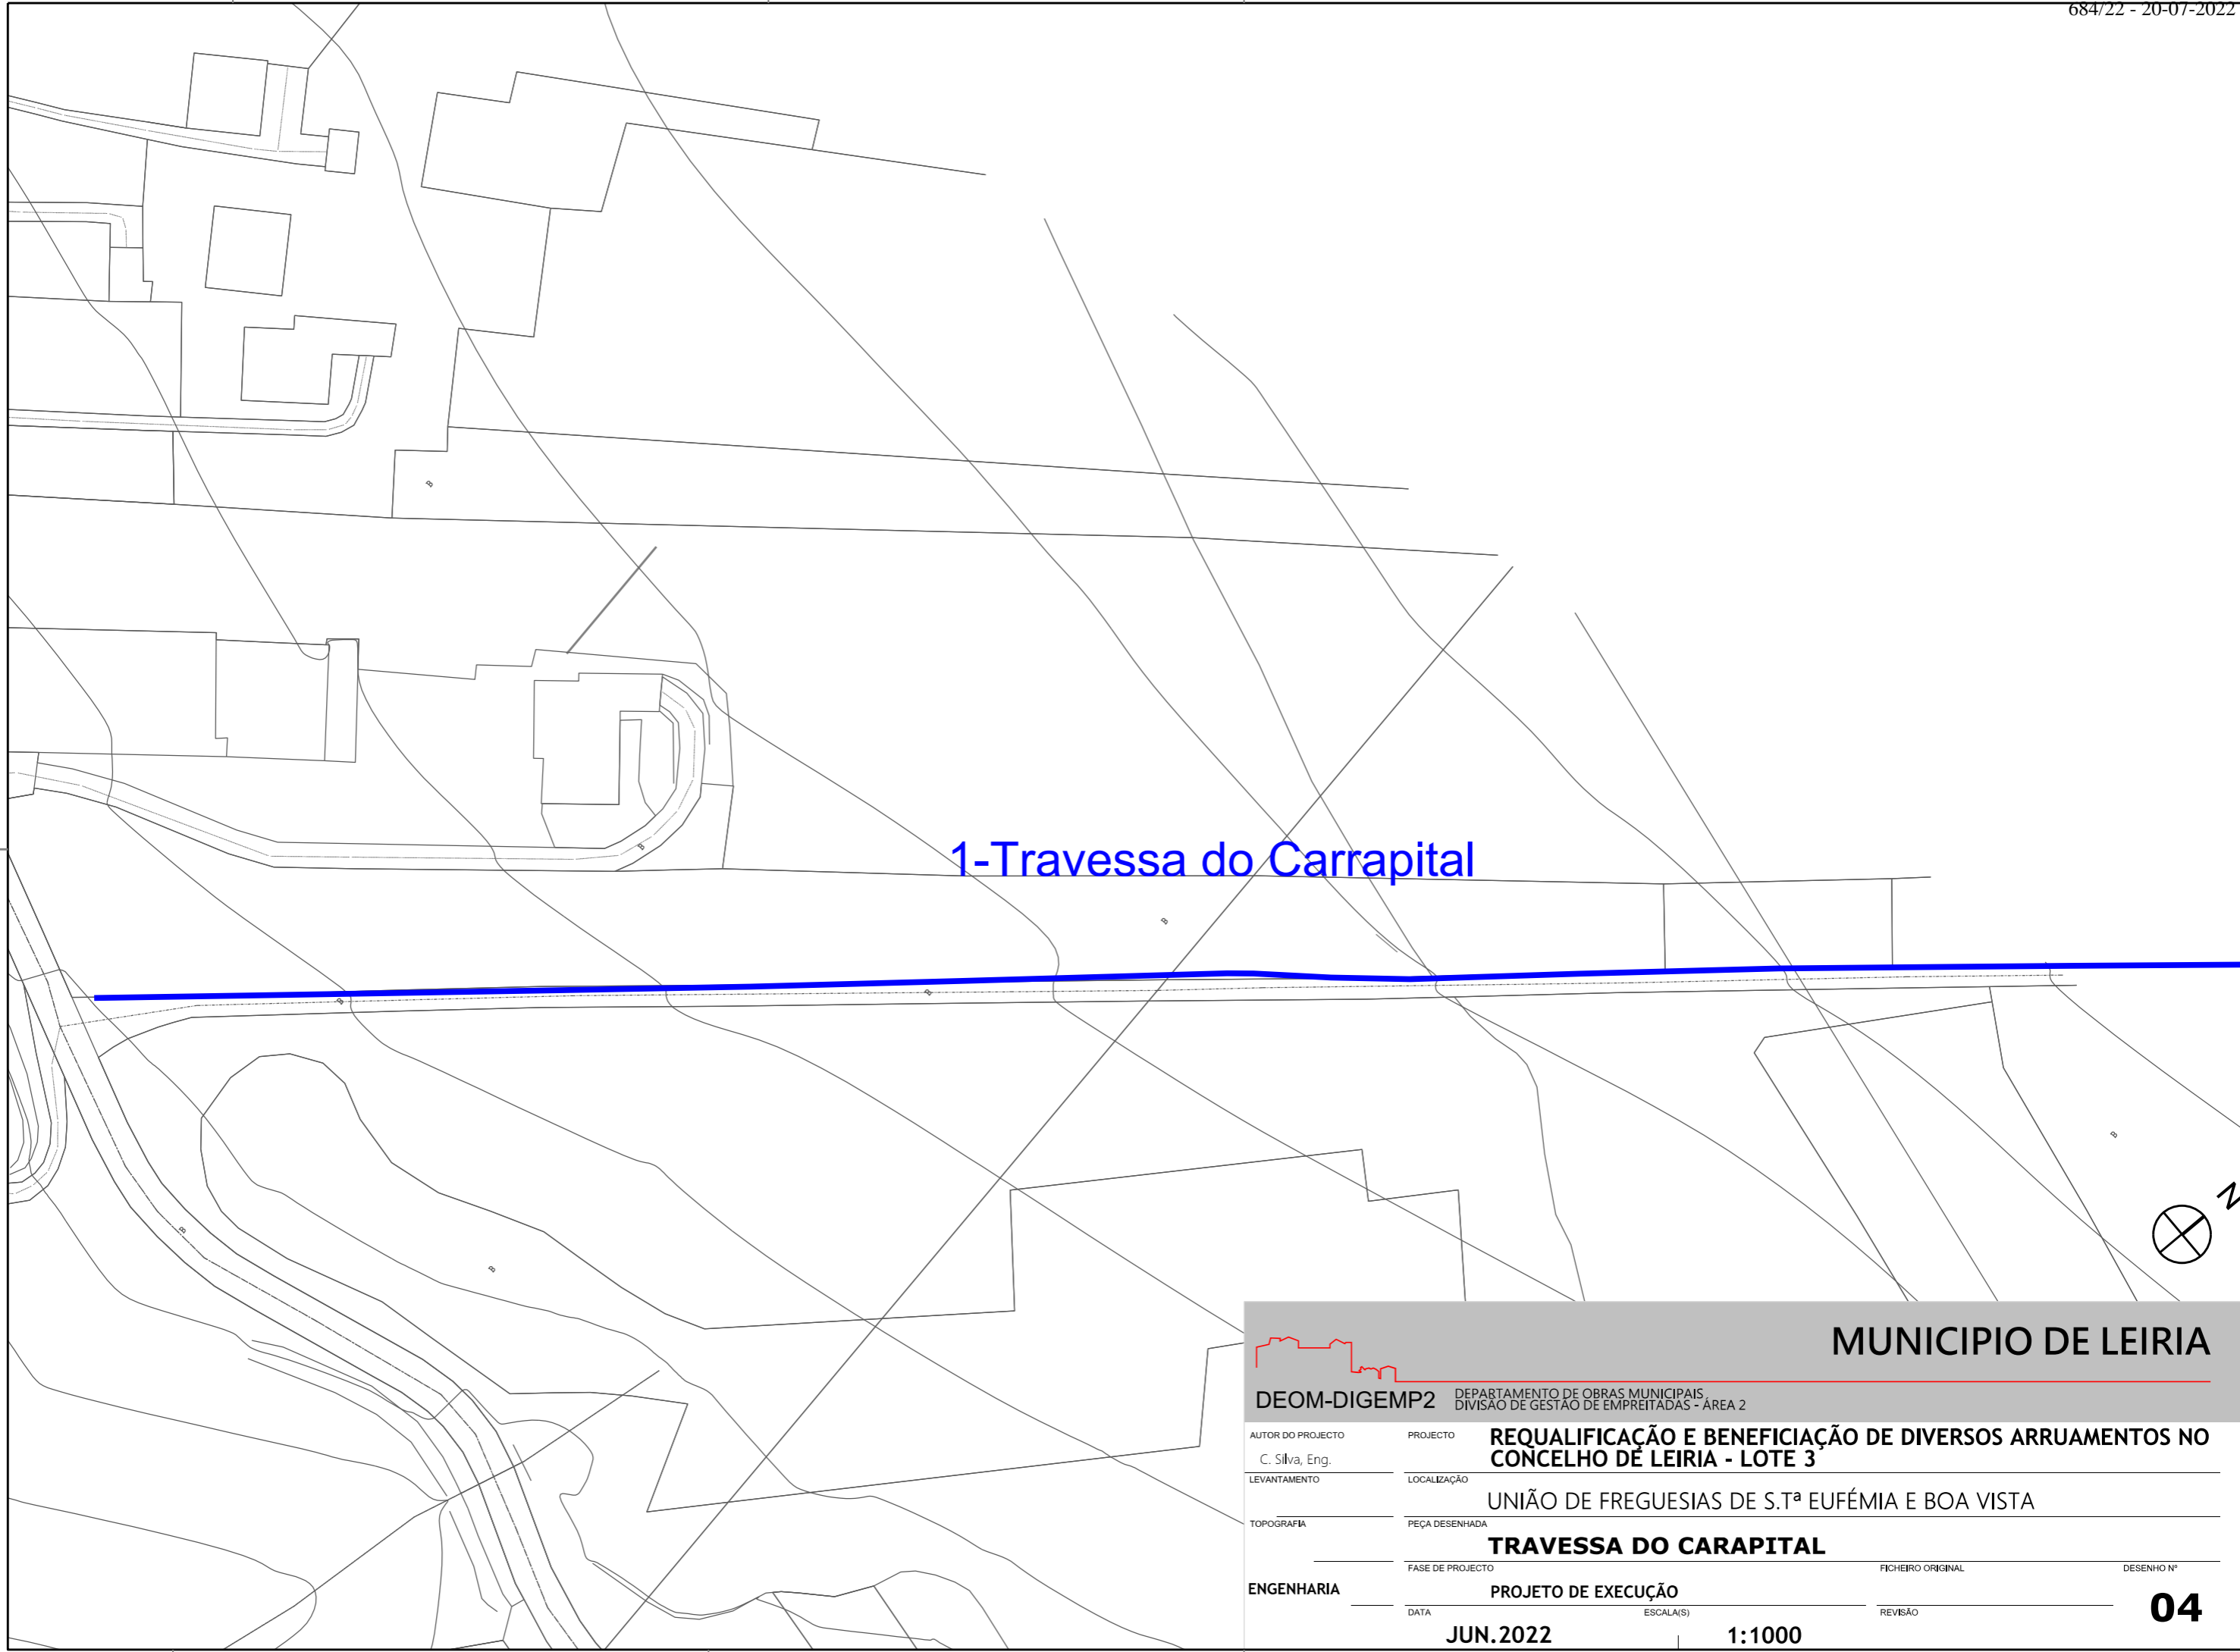 684/22 - 20-07-2022
B
1-Travessa do Carrapital
B
B
B
B
B
B
B
N
MUNICIPIO DE LEIRIA
DEOM-DIGEMP2
DEPARTAMENTO DE OBRAS MUNICIPAIS
DIVISÃO DE GESTÃO DE EMPREITADAS - ÁREA 2
AUTOR DO PROJECTO
C. Silva, Eng.
PROJECTO
REQUALIFICAÇÃO E BENEFICIAÇÃO DE DIVERSOS ARRUAMENTOS NO
CONCELHO DE LEIRIA - LOTE 3
LEVANTAMENTO
LOCALIZAÇÃO
UNIÃO DE FREGUESIAS DE S.Tª EUFÉMIA E BOA VISTA
TOPOGRAFIA
PEÇA DESENHADA
TRAVESSA DO CARAPITAL
ENGENHARIA
FASE DE PROJECTO
PROJETO DE EXECUÇÃO
FICHEIRO ORIGINAL
DESENHO Nº
04
DATA
JUN.2022
ESCALA(S)
1:1000
REVISÃO